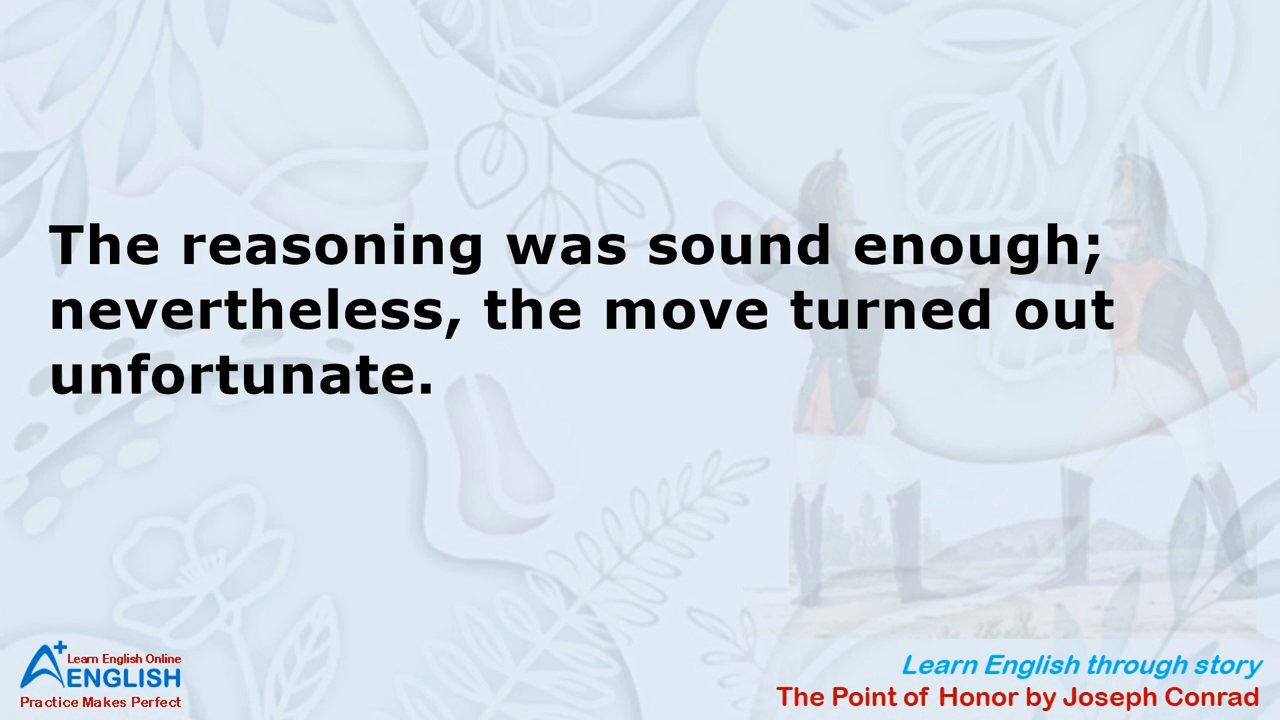 The reasoning was sound enough;
nevertheless, the move turned out
unfortunate.
A+ Learn English Online
ENGLISH
Practice Makes Perfect
Learn English through story
The Point of Honor by Joseph Conrad